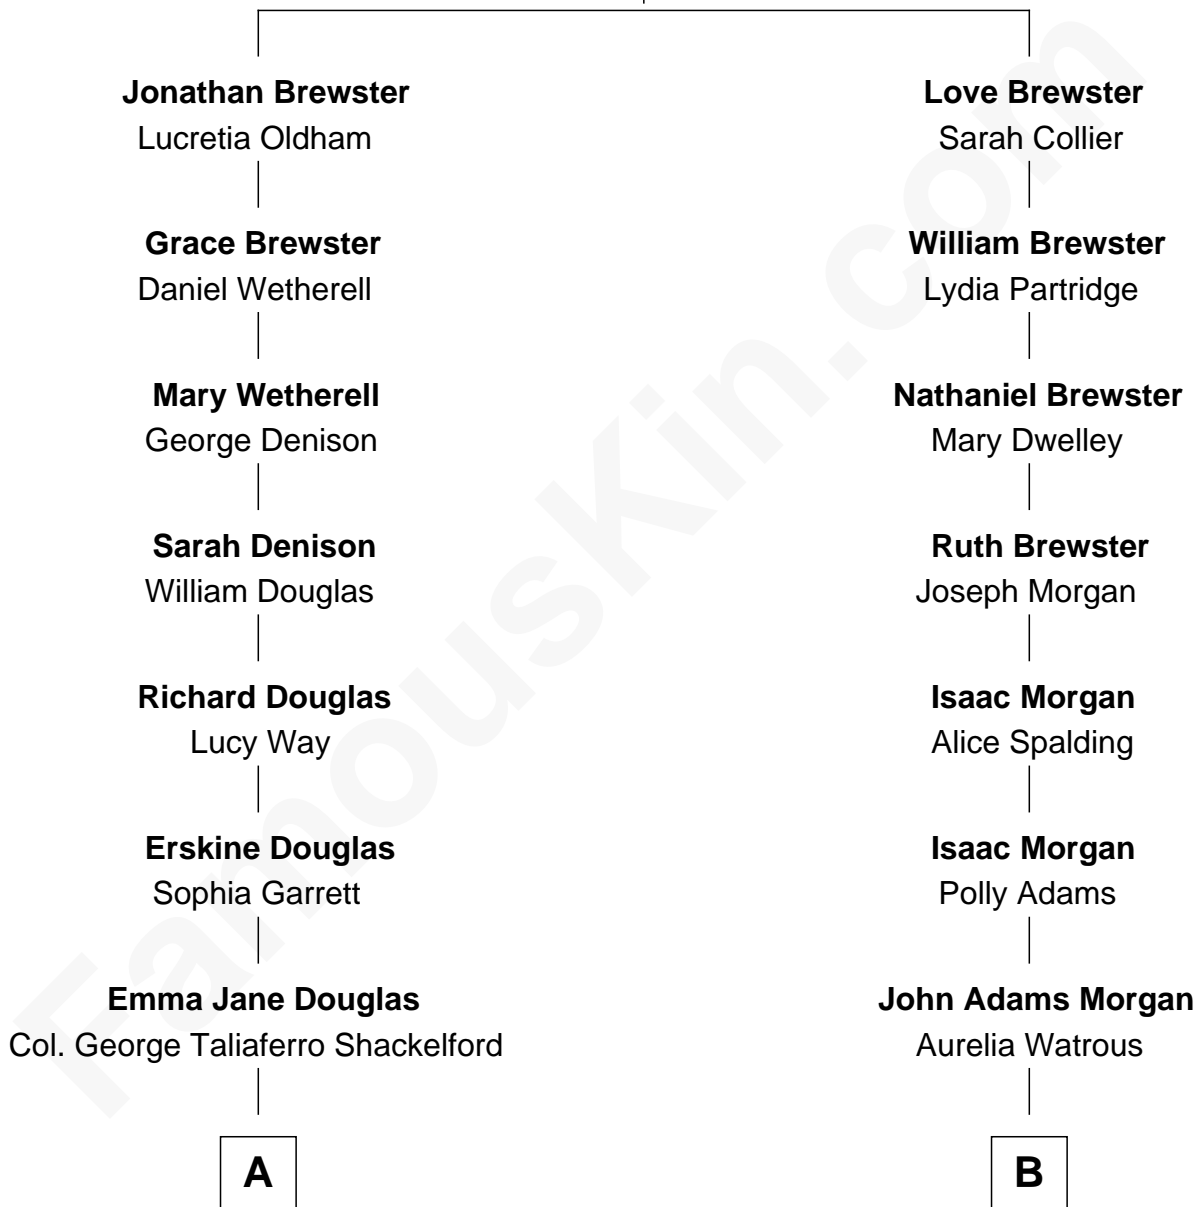 Jonathan Brewster
Lucretia Oldham
Love Brewster
Sarah Collier
Grace Brewster
Daniel Wetherell
William Brewster
Lydia Partridge
Mary Wetherell
George Denison
Nathaniel Brewster
Mary Dwelley
Sarah Denison
William Douglas
Ruth Brewster
Joseph Morgan
Richard Douglas
Lucy Way
Isaac Morgan
Alice Spalding
Erskine Douglas
Sophia Garrett
Isaac Morgan
Polly Adams
Emma Jane Douglas
Col. George Taliaferro Shackelford
John Adams Morgan
Aurelia Watrous
A
B
FamousKin.com